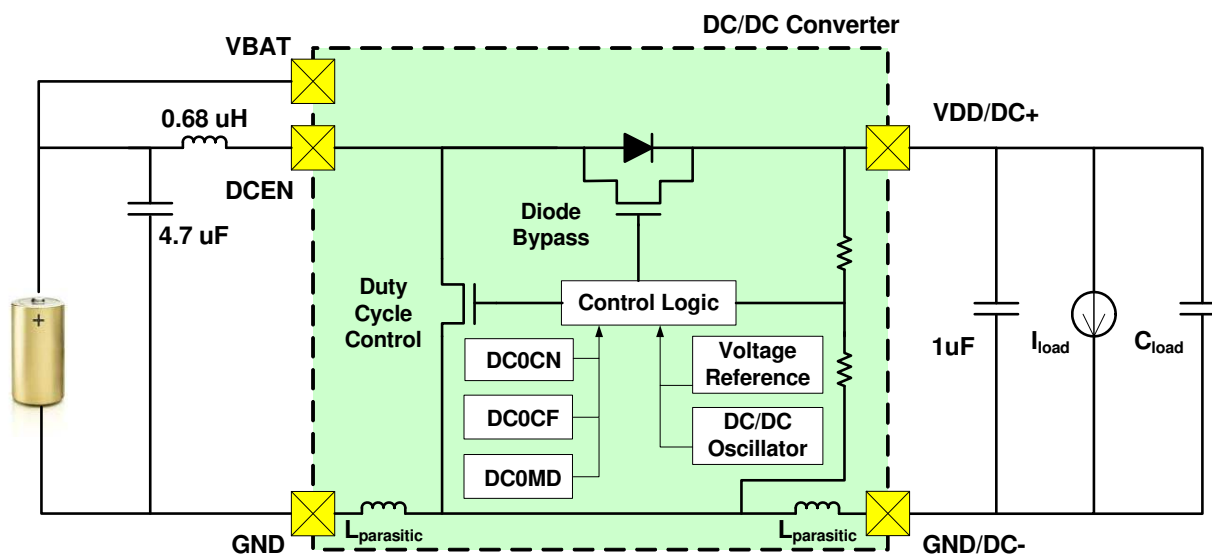 DC/DC Converter
VBAT
0.68 uH
VDD/DC+
DCEN
4.7 uF
Diode
Bypass
Duty
Cycle
Control
Control Logic
+
DC0CN
Voltage
Reference
1uF
Iload
Cload
DC0CF
DC/DC
Oscillator
DC0MD
Lparasitic
Lparasitic
GND
GND/DC-